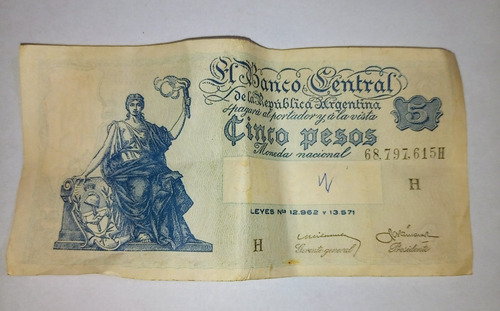 El Banco Central
de la República Argentina
pagará al portador y á la vista
5
Cinco pesos
Moneda nacional
68.797.615H
H
LEYES Nos 12.962 Y 13.571
H
Gerente general
Presidente